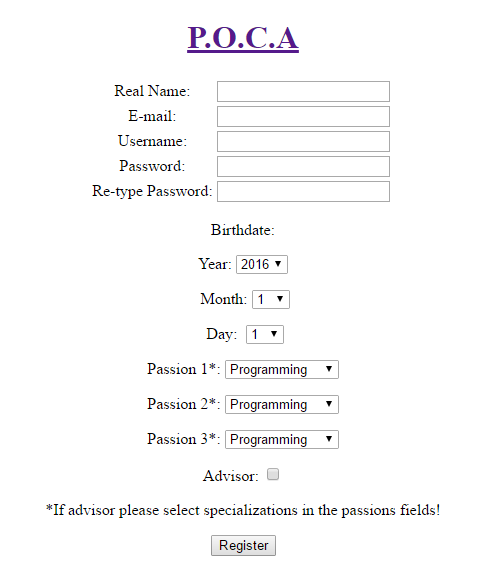 P.O.C.A
Real Name:
E-mail:
Username:
Password:
Re-type Password:
Birthdate:
Year: 2016
Month: 1
Day: 1
Passion 1*: Programming
Passion 2*: Programming
Passion 3*: Programming
Advisor:
*If advisor please select specializations in the passions fields!
Register